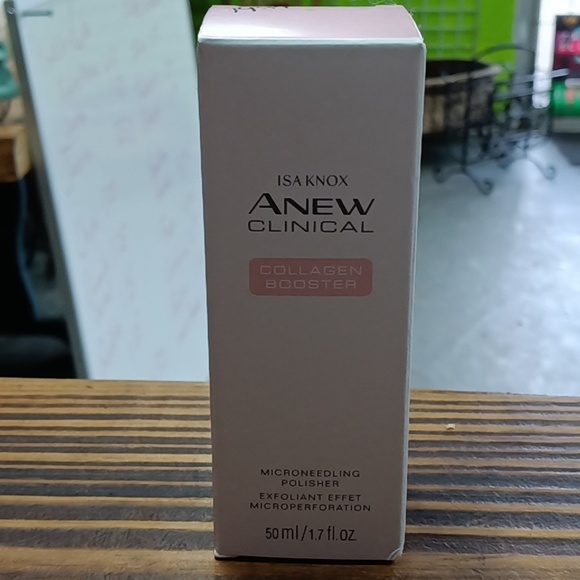 ISA KNOX
ANEW
CLINICAL
COLLAGEN
BOOSTER
MICRONEEDLING
POLISHER
EXFOLIANT EFFET
MICROPERFORATION
50 ml/1.7 fl.oz.